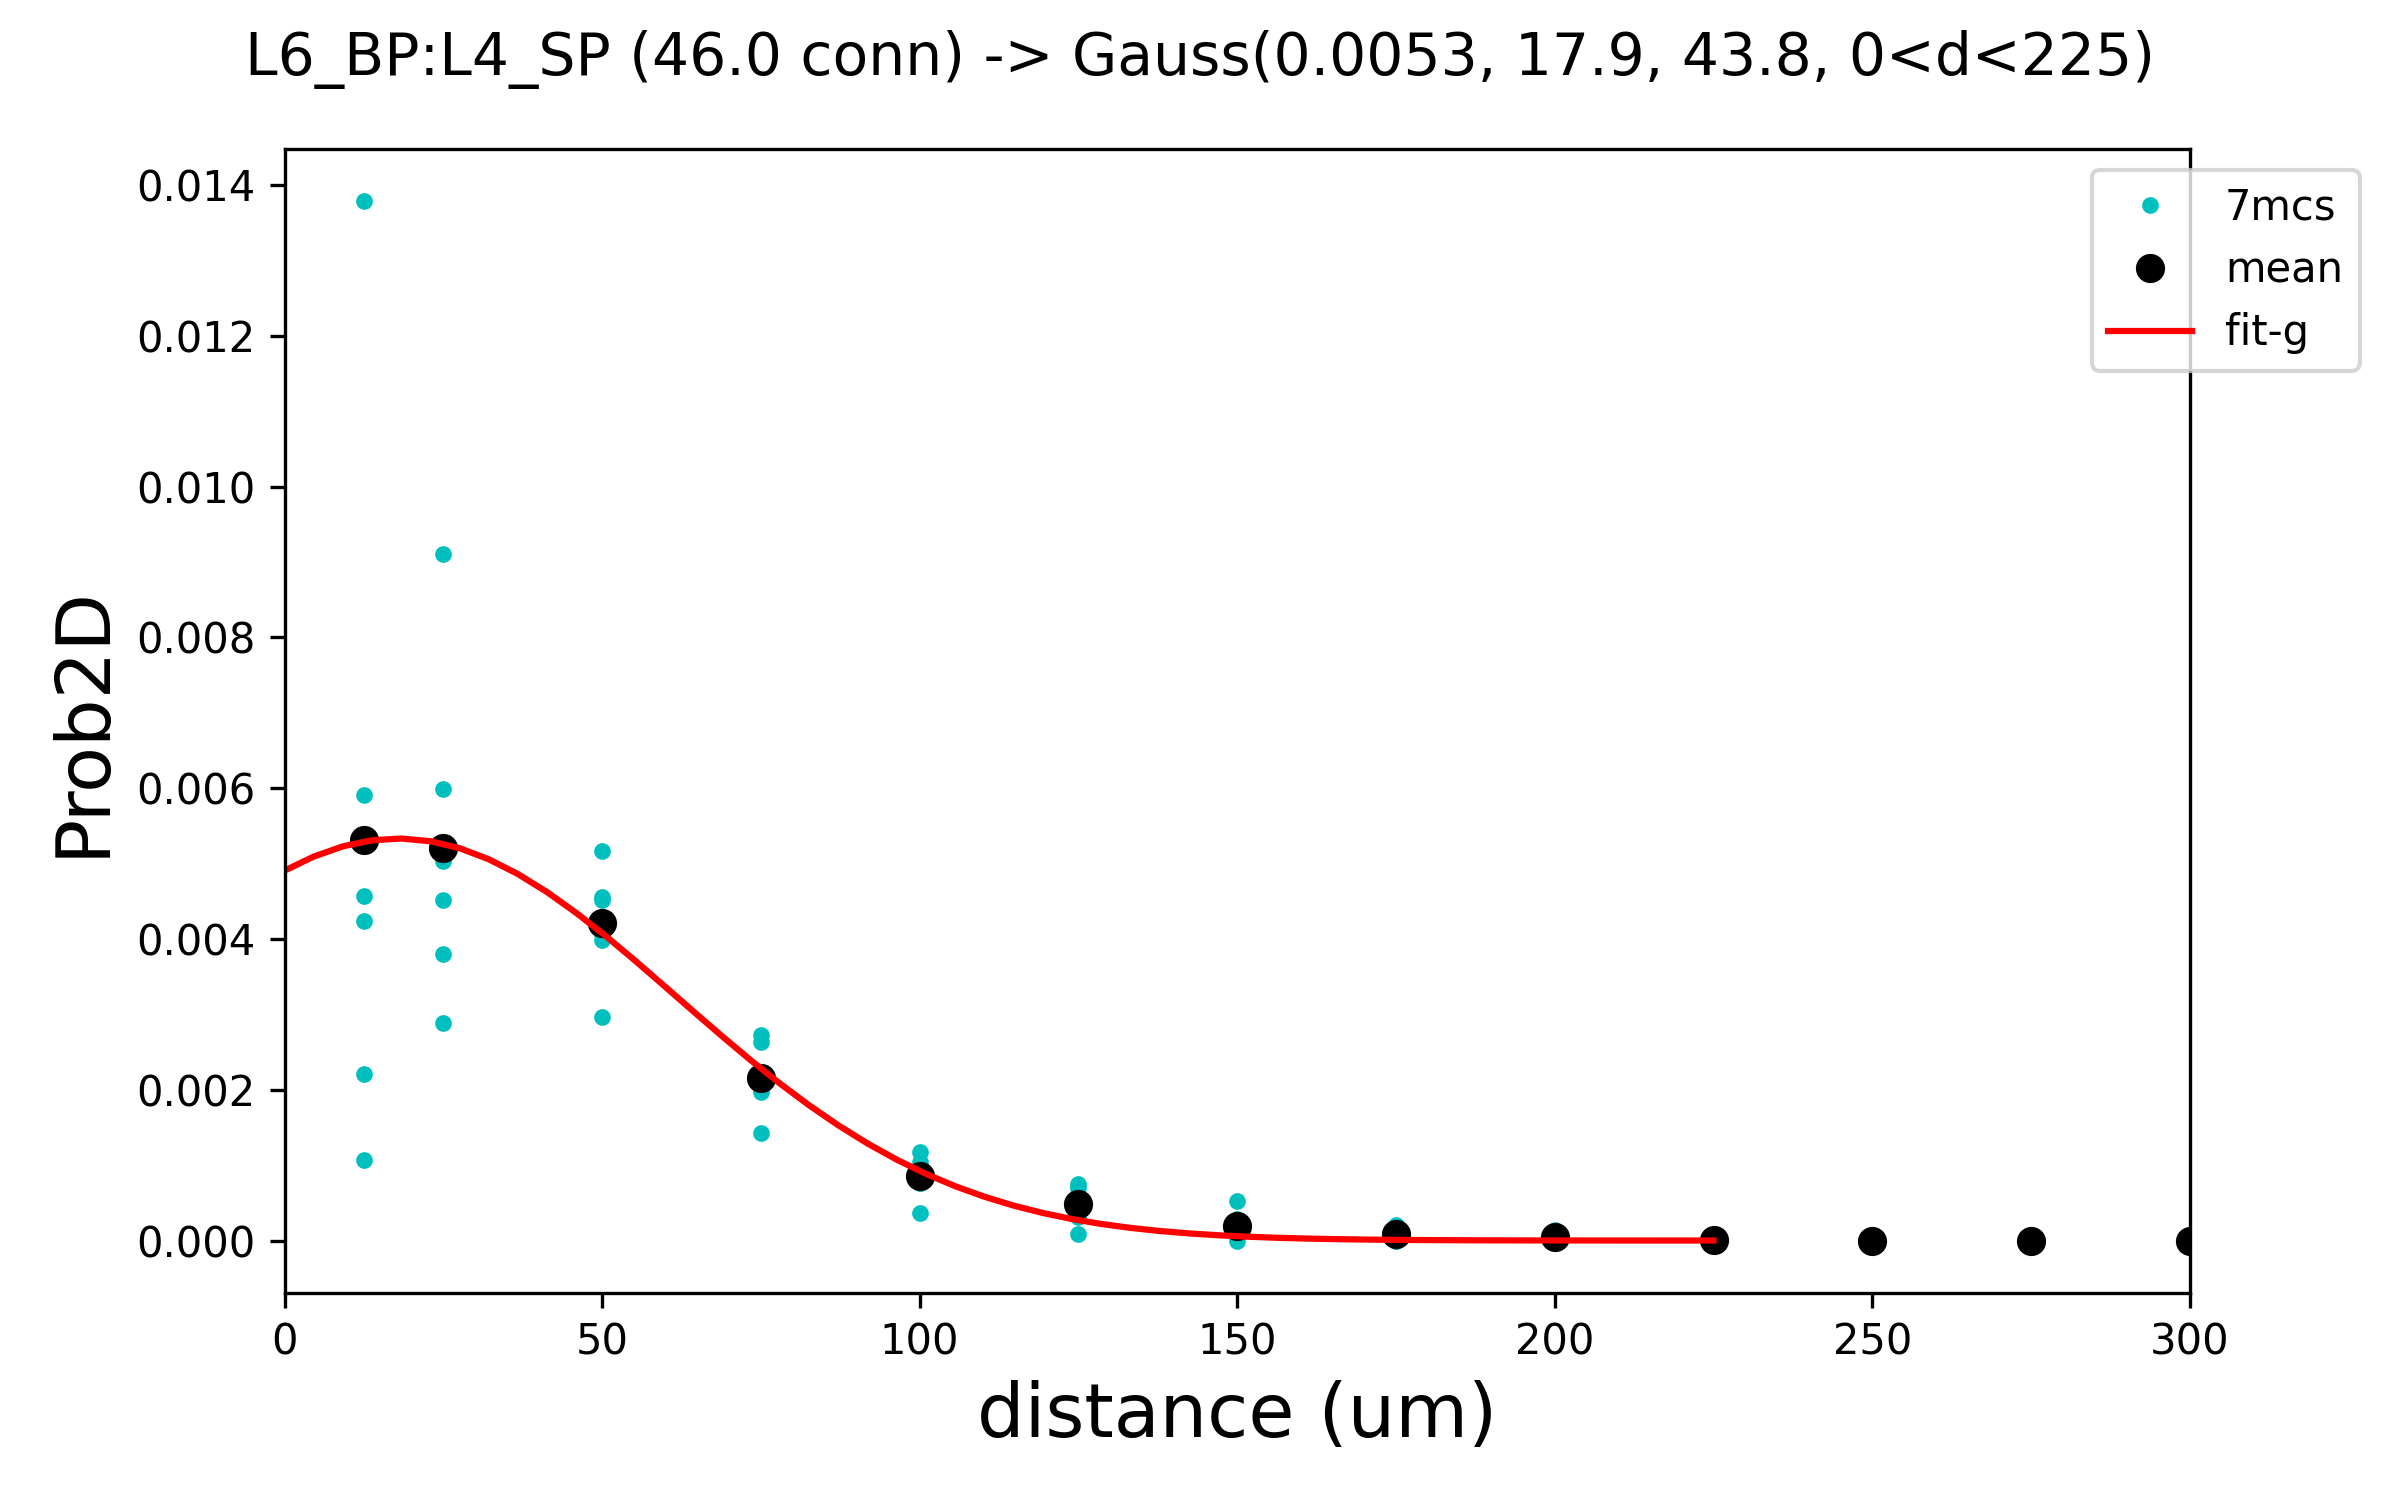 L6_BP:L4_SP (46.0 conn) -> Gauss(0.0053, 17.9, 43.8, 0<d<225)
7mcs
mean
fit-g
Prob2D
0.014
0.012
0.010
0.008
0.006
0.004
0.002
0.000
0 50 100 150 200 250 300
distance (um)